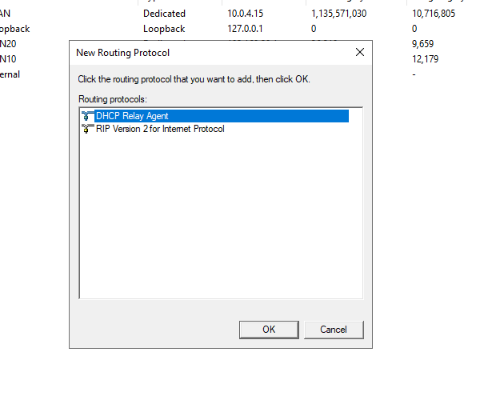 AN Dedicated 10.0.4.15 1,135,571,030 10,716,805
opback Loopback 127.0.0.1 0 0
N20 9,659
N10 12,179
ernal -
New Routing Protocol
Click the routing protocol that you want to add, then click OK.
Routing protocols:
DHCP Relay Agent
RIP Version 2 for Internet Protocol
OK Cancel